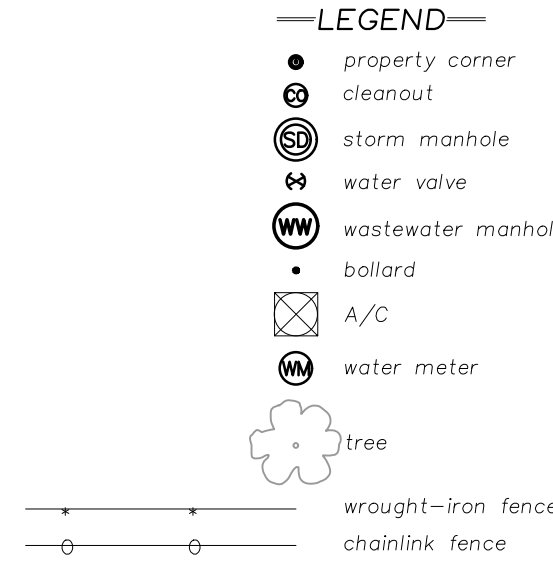 LEGEND
property corner
CO cleanout
SD storm manhole
water valve
WW wastewater manhol
bollard
A/C
WM water meter
tree
wrought-iron fence
chainlink fence